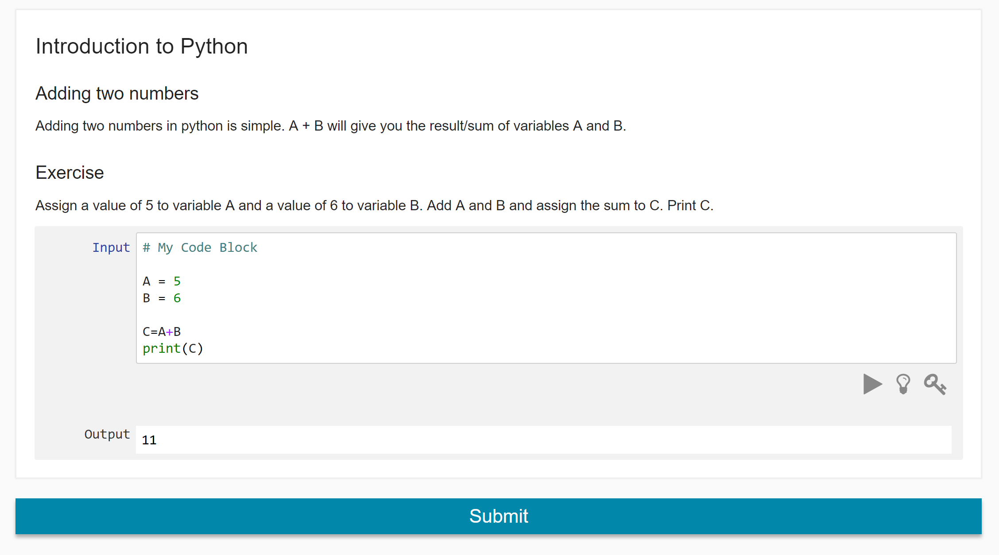 Introduction to Python
Adding two numbers
Adding two numbers in python is simple. A + B will give you the result/sum of variables A and B.
Exercise
Assign a value of 5 to variable A and a value of 6 to variable B. Add A and B and assign the sum to C. Print C.
Input
# My Code Block
A = 5
B = 6
C=A+B
print(C)
Output
11
Submit